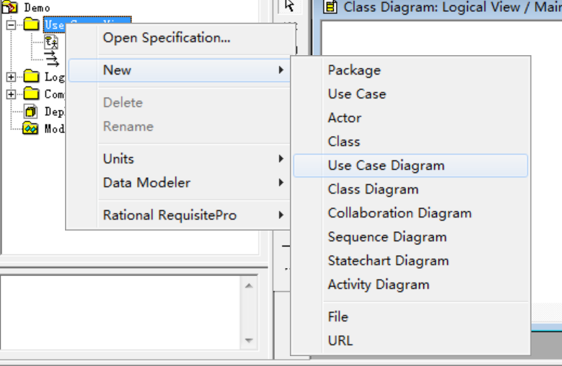 Demo
Class Diagram: Logical View / Main
Use
Open Specification...
New
Log
Com
Dep
Mod
Delete
Rename
Units
Data Modeler
Rational RequisitePro
Package
Use Case
Actor
Class
Use Case Diagram
Class Diagram
Collaboration Diagram
Sequence Diagram
Statechart Diagram
Activity Diagram
File
URL